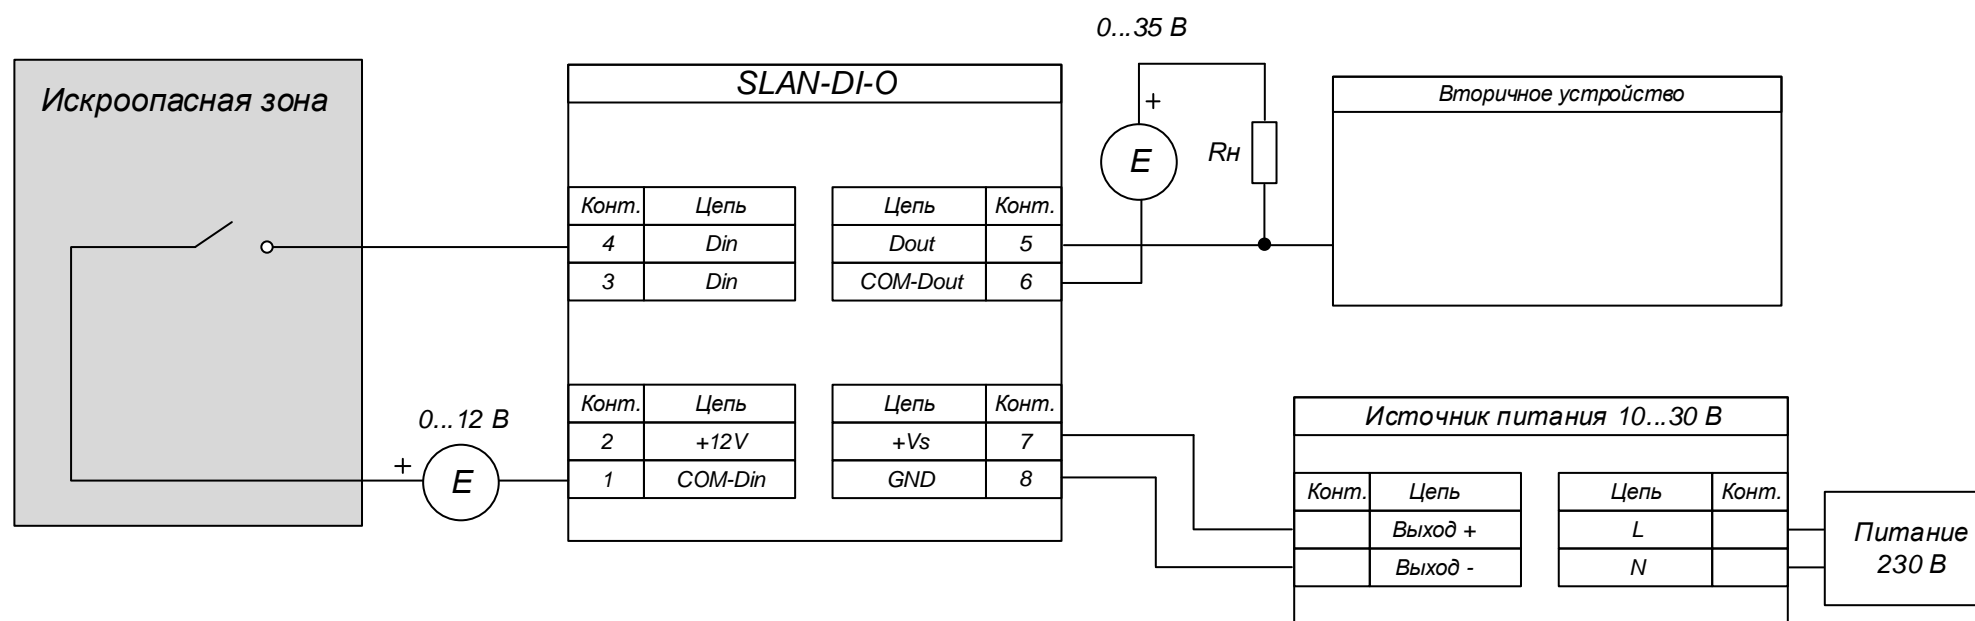 0...35 В
Искроопасная зона
SLAN-DI-O
Вторичное устройство
+
E
Rн
Конт. Цепь
4 Din
3 Din
Цепь Конт.
Dout 5
COM-Dout 6
0...12 В
+
E
Конт. Цепь
2 +12V
1 COM-Din
Цепь Конт.
+Vs 7
GND 8
Источник питания 10...30 В
Конт. Цепь
Выход +
Выход -
Цепь Конт.
L
N
Питание
230 В